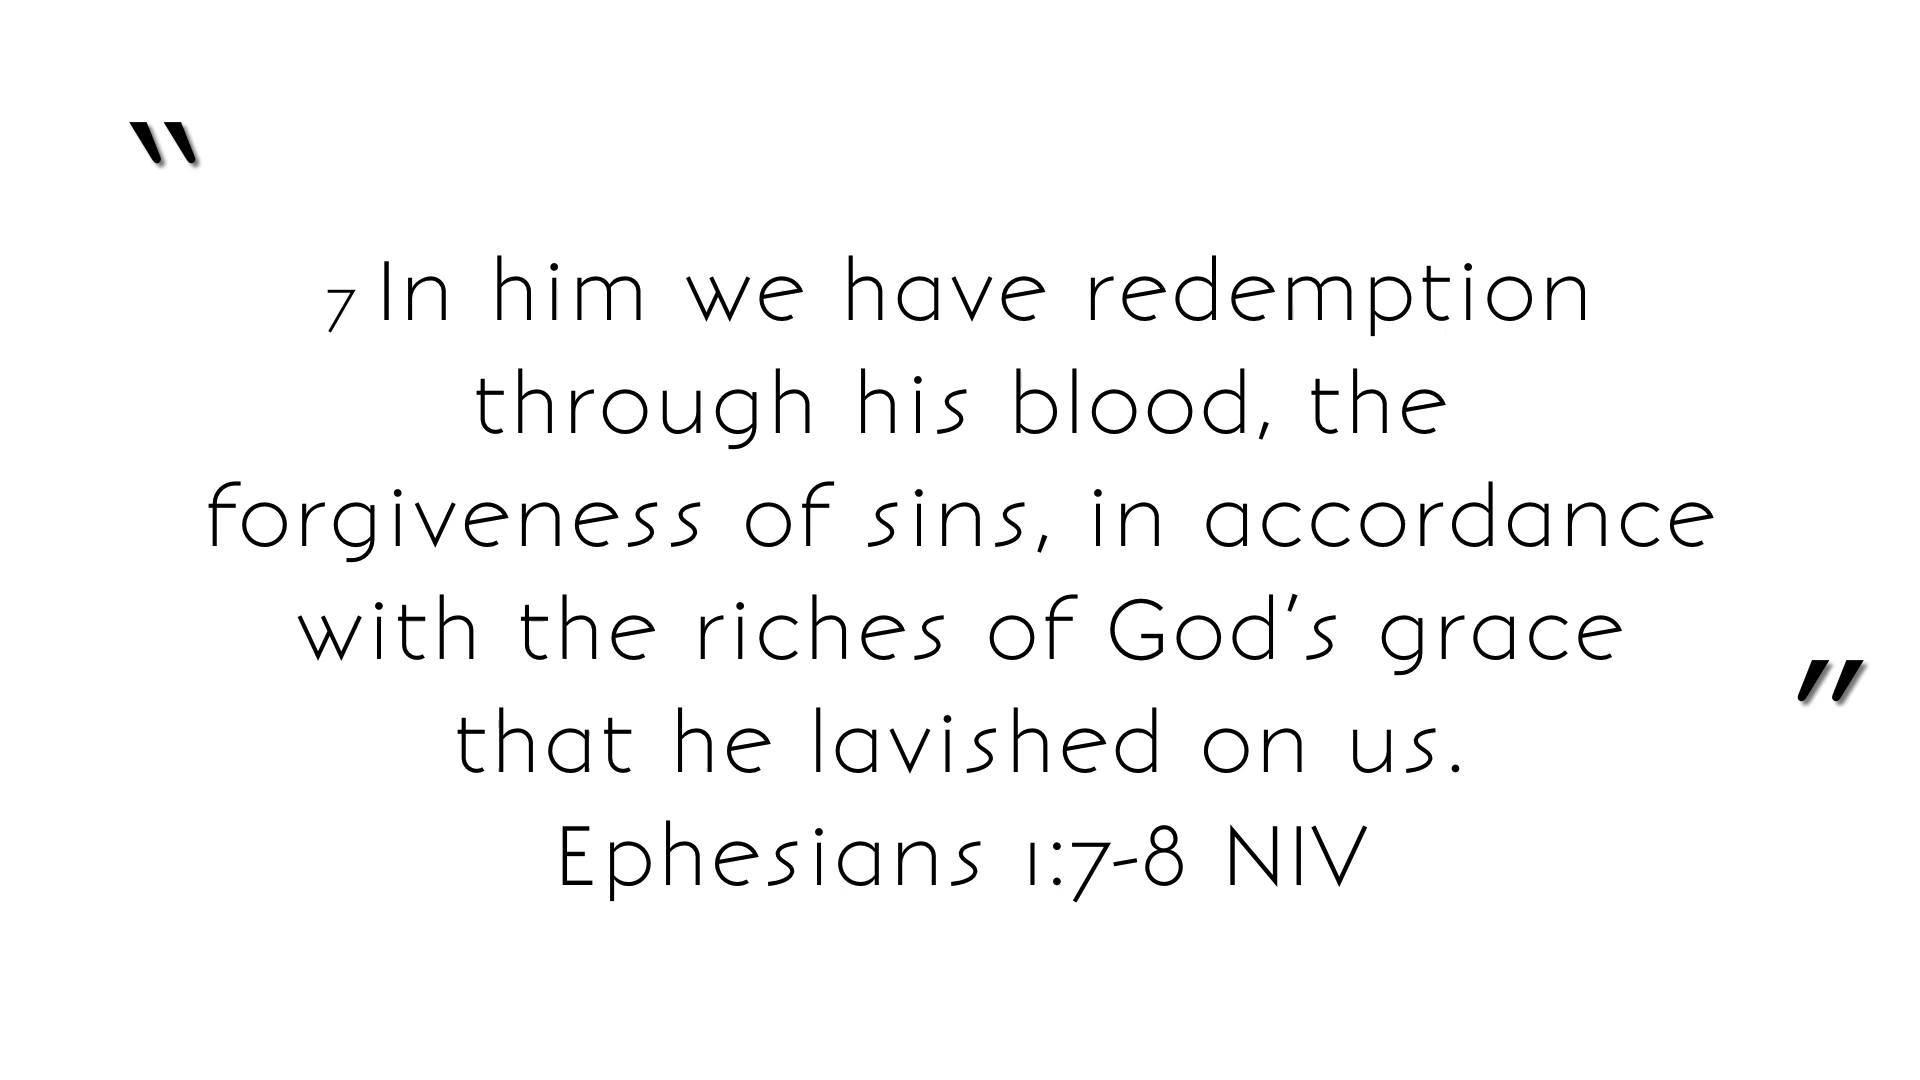 “
7 In him we have redemption
through his blood, the
forgiveness of sins, in accordance
with the riches of God’s grace
that he lavished on us.
Ephesians 1:7-8 NIV
”